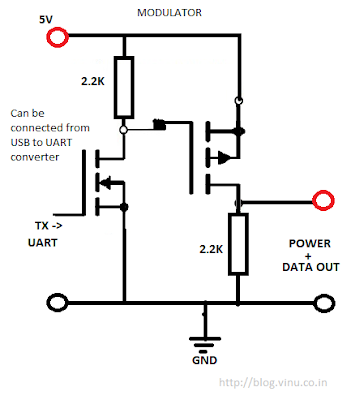 MODULATOR
5V
2.2K
Can be
connected from
USB to UART
converter
TX ->
UART
2.2K
POWER
+
DATA OUT
GND
http://blog.vinu.co.in